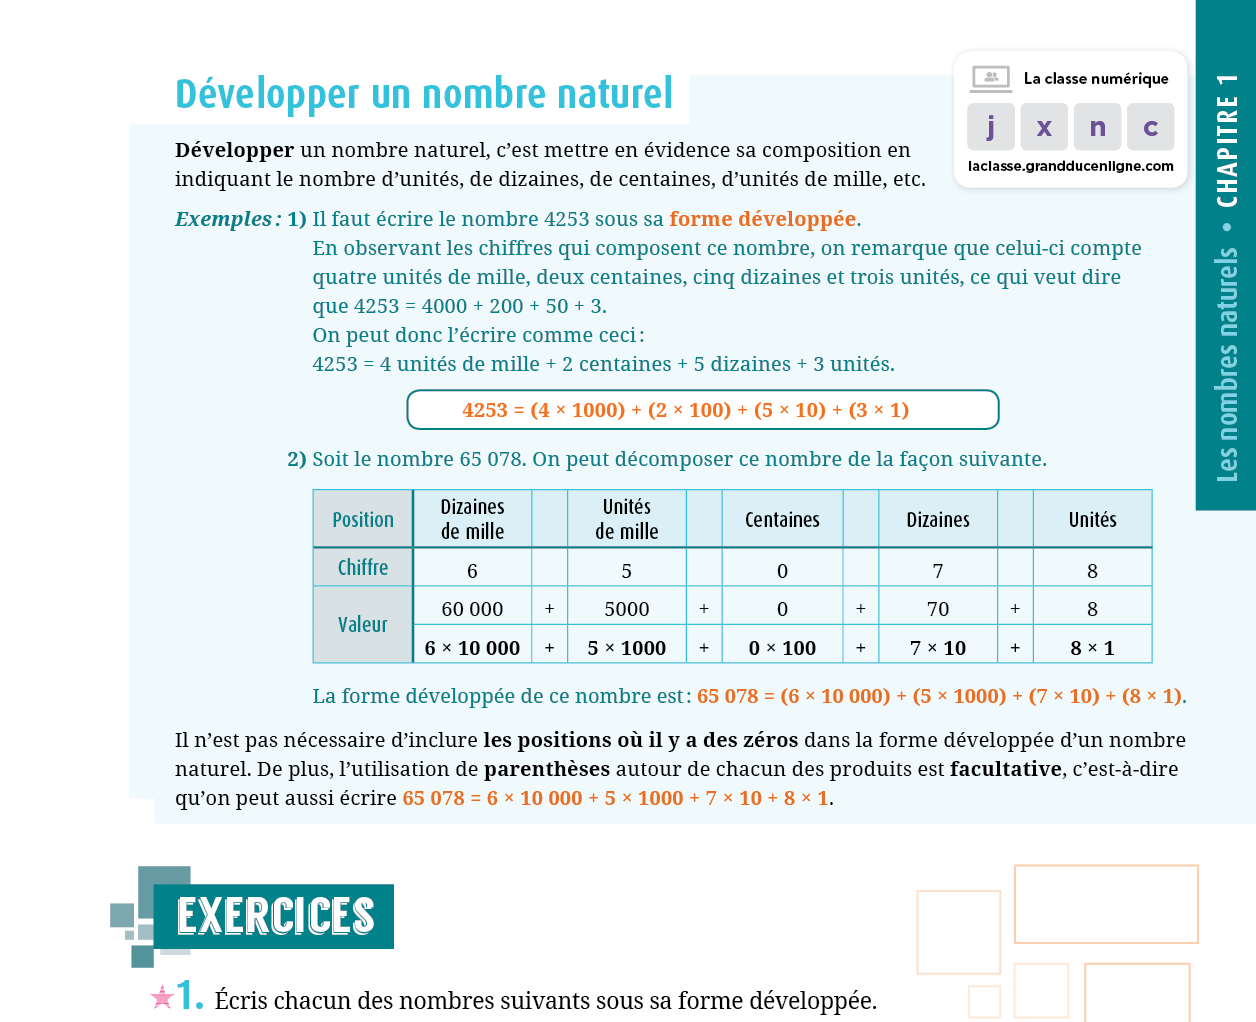 Développer un nombre naturel
La classe numérique
j x n c
laclasse.grandducenligne.com
Les nombres naturels • CHAPITRE 1
Développer un nombre naturel, c’est mettre en évidence sa composition en
indiquant le nombre d’unités, de dizaines, de centaines, d’unités de mille, etc.
Exemples : 1) Il faut écrire le nombre 4253 sous sa forme développée.
En observant les chiffres qui composent ce nombre, on remarque que celui-ci compte
quatre unités de mille, deux centaines, cinq dizaines et trois unités, ce qui veut dire
que 4253 = 4000 + 200 + 50 + 3.
On peut donc l’écrire comme ceci :
4253 = 4 unités de mille + 2 centaines + 5 dizaines + 3 unités.
4253 = (4 × 1000) + (2 × 100) + (5 × 10) + (3 × 1)
2) Soit le nombre 65 078. On peut décomposer ce nombre de la façon suivante.
Position Dizaines de mille Unités de mille Centaines Dizaines Unités
Chiffre 6 5 0 7 8
Valeur 60 000 + 5000 + 0 + 70 + 8
6 × 10 000 + 5 × 1000 + 0 × 100 + 7 × 10 + 8 × 1
La forme développée de ce nombre est : 65 078 = (6 × 10 000) + (5 × 1000) + (7 × 10) + (8 × 1).
Il n’est pas nécessaire d’inclure les positions où il y a des zéros dans la forme développée d’un nombre
naturel. De plus, l’utilisation de parenthèses autour de chacun des produits est facultative, c’est-à-dire
qu’on peut aussi écrire 65 078 = 6 × 10 000 + 5 × 1000 + 7 × 10 + 8 × 1.
EXERCICES
1. Écris chacun des nombres suivants sous sa forme développée.